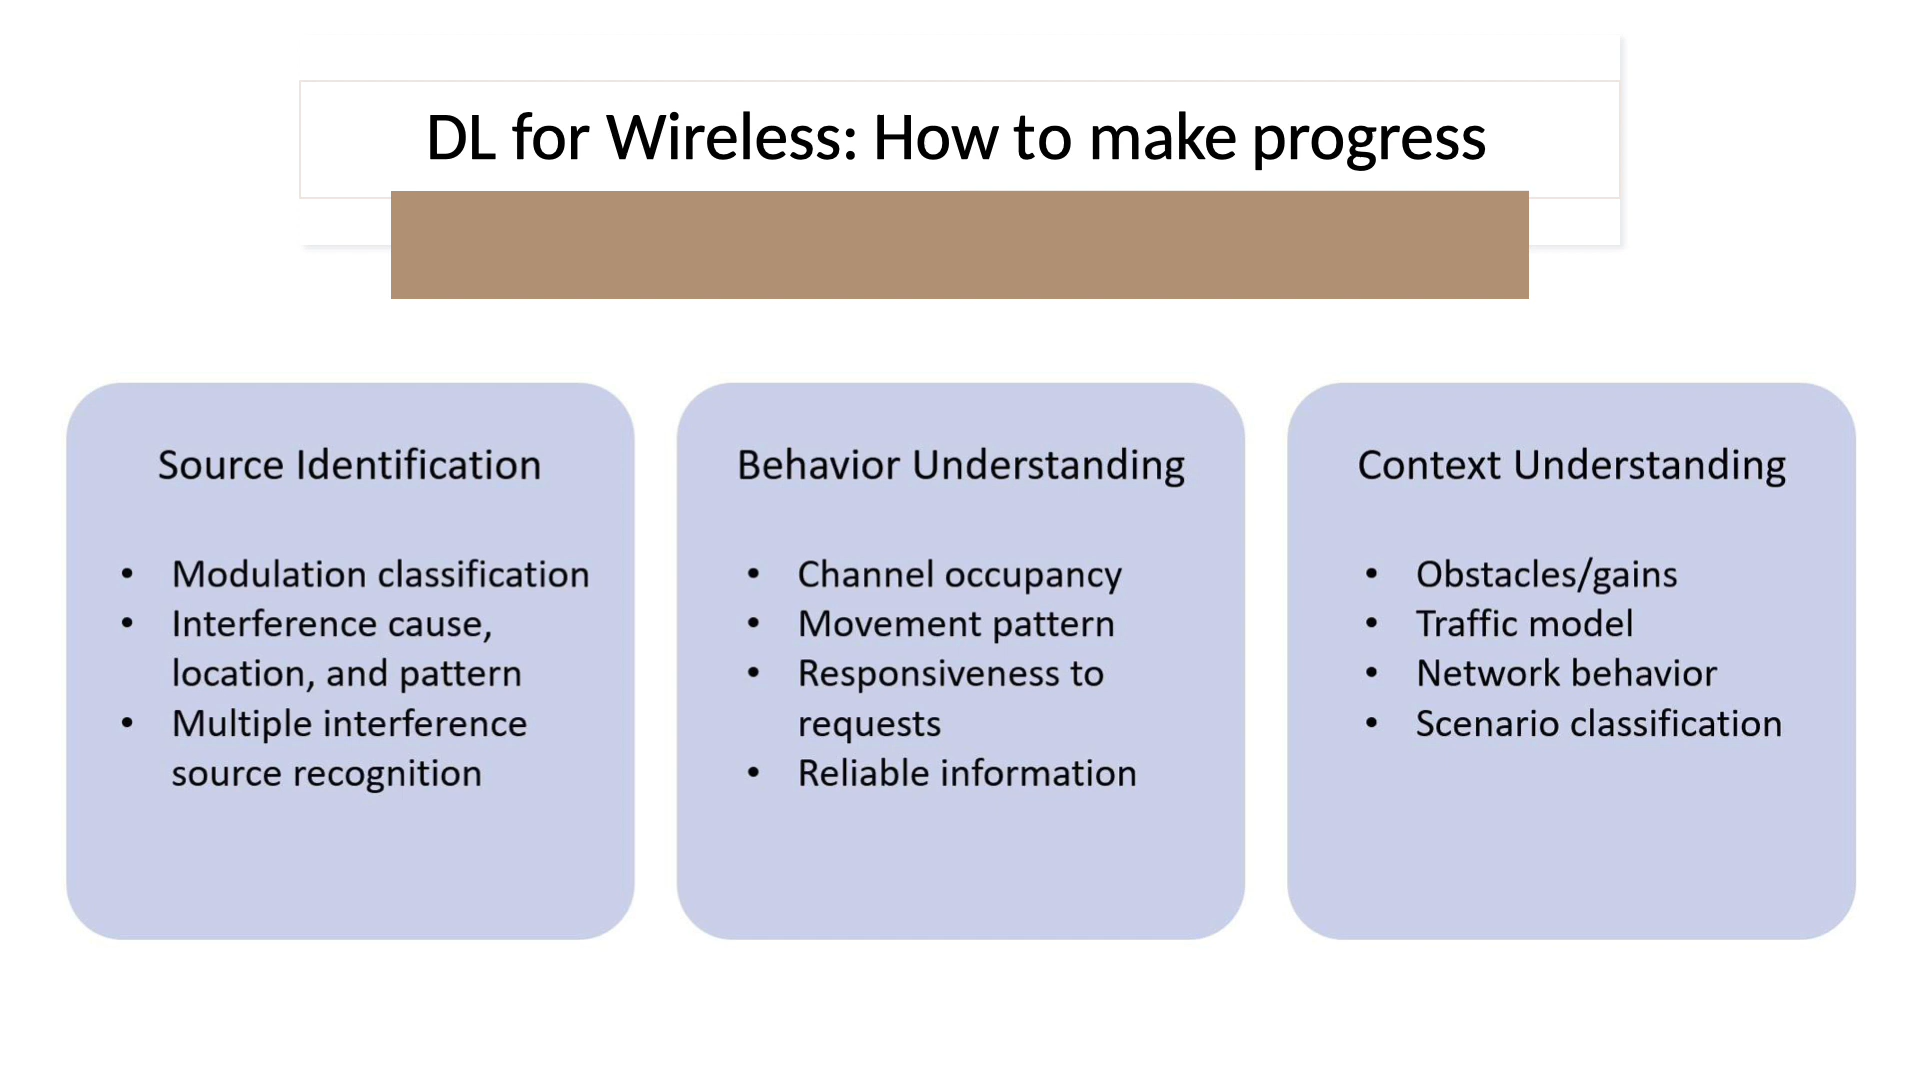 DL for Wireless: How to make progress
Source Identification
• Modulation classification
• Interference cause,
location, and pattern
• Multiple interference
source recognition
Behavior Understanding
• Channel occupancy
• Movement pattern
• Responsiveness to
requests
• Reliable information
Context Understanding
• Obstacles/gains
• Traffic model
• Network behavior
• Scenario classification